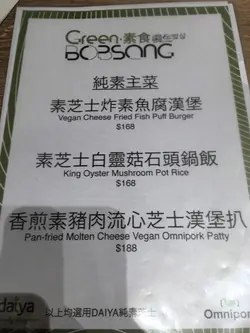 Green·素食
BOBSANG
純素主菜
素芝士炸素魚腐漢堡
Vegan Cheese Fried Fish Puff Burger
$168
素芝士白靈菇石頭鍋飯
King Oyster Mushroom Pot Rice
$168
香煎素豬肉流心芝士漢堡扒
Pan-fried Molten Cheese Vegan Omnipork Patty
$188
daiya
以上均選用DAIYA純素芝士
Omnipor